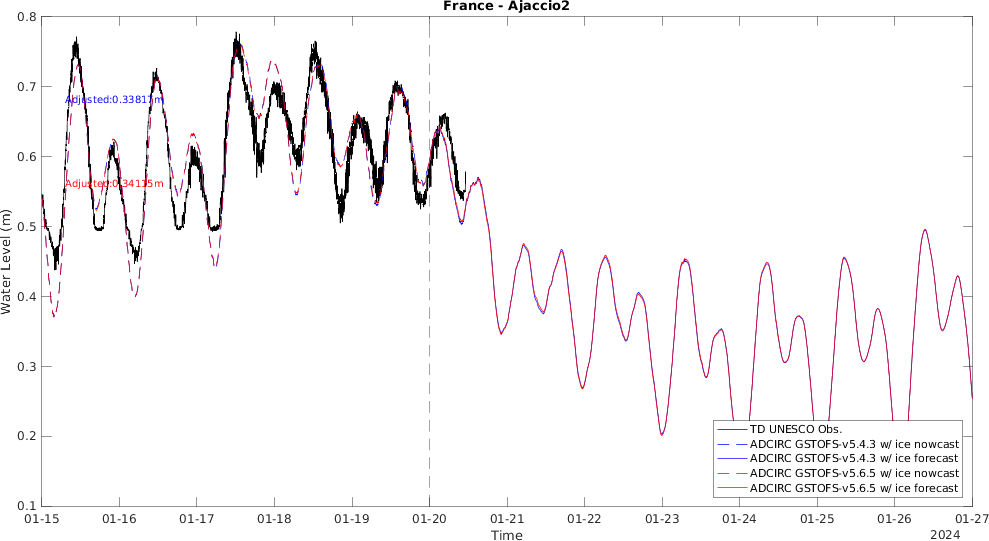 France - Ajaccio2
0.8
0.7
0.6
0.5
0.4
0.3
0.2
0.1
Water Level (m)
Adjusted:0.33817m
Adjusted:0.34115m
TD UNESCO Obs.
ADCIRC GSTOFS-v5.4.3 w/ ice nowcast
ADCIRC GSTOFS-v5.4.3 w/ ice forecast
ADCIRC GSTOFS-v5.6.5 w/ ice nowcast
ADCIRC GSTOFS-v5.6.5 w/ ice forecast
01-15 01-16 01-17 01-18 01-19 01-20 01-21 01-22 01-23 01-24 01-25 01-26 01-27
Time
2024